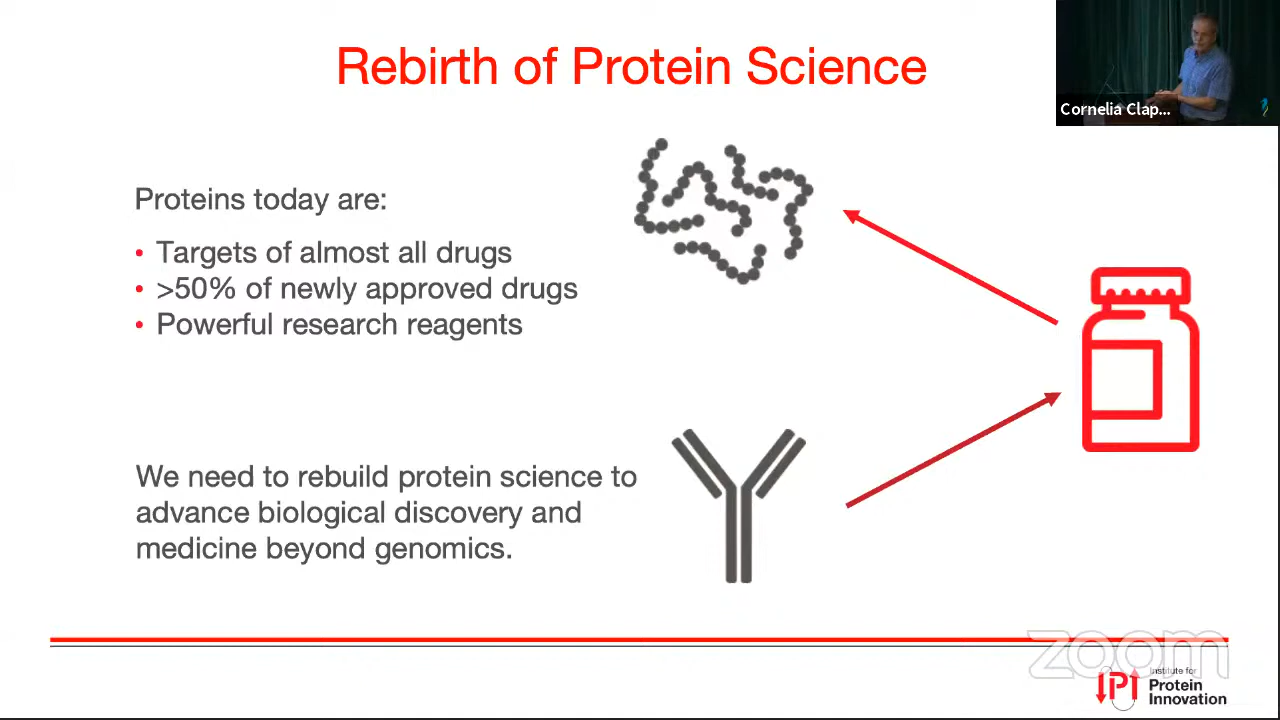 Rebirth of Protein Science
Cornelia Clap...
Proteins today are:
• Targets of almost all drugs
• >50% of newly approved drugs
• Powerful research reagents
We need to rebuild protein science to
advance biological discovery and
medicine beyond genomics.
zoom
IPI
Institute for
Protein
Innovation